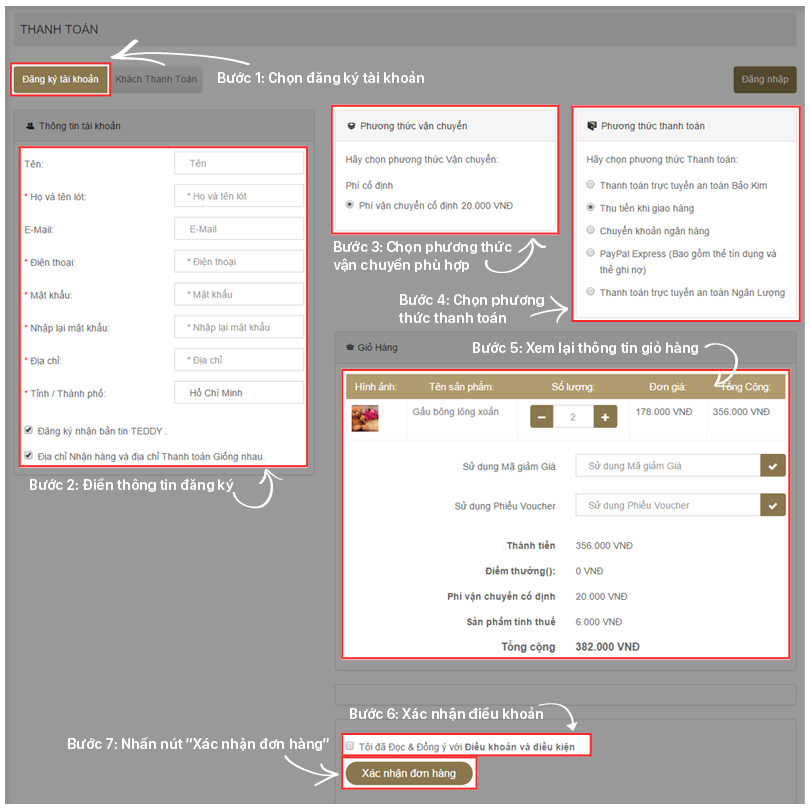 THANH TOÁN
Bước 1: Chọn đăng ký tài khoản
Đăng ký tài khoản
Khách Thanh Toán
Đăng nhập
Thông tin tài khoản
Tên:
Tên
* Họ và tên lót:
* Họ và tên lót
E-Mail:
E-Mail
* Điện thoại:
* Điện thoại
* Mật khẩu:
* Mật khẩu
* Nhập lại mật khẩu:
* Nhập lại mật khẩu
* Địa chỉ:
* Địa chỉ
* Tỉnh / Thành phố:
Hồ Chí Minh
Đăng ký nhận bản tin TEDDY .
Địa chỉ Nhận hàng và địa chỉ Thanh toán Giống nhau.
Bước 2: Điền thông tin đăng ký
Phương thức vận chuyển
Hãy chọn phương thức Vận chuyển:
Phí cố định
Phí vận chuyển cố định 20.000 VNĐ
Bước 3: Chọn phương thức
vận chuyển phù hợp
Phương thức thanh toán
Hãy chọn phương thức Thanh toán:
Thanh toán trực tuyến an toàn Bảo Kim
Thu tiền khi giao hàng
Chuyển khoản ngân hàng
PayPal Express (Bao gồm thẻ tín dụng và
thẻ ghi nợ)
Thanh toán trực tuyến an toàn Ngân Lượng
Bước 4: Chọn phương
thức thanh toán
Giỏ Hàng
Bước 5: Xem lại thông tin giỏ hàng
Hình ảnh: Tên sản phẩm: Số lượng: Đơn giá: Tổng Cộng:
Gấu bông lông xoắn 2 178.000 VNĐ 356.000 VNĐ
Sử dụng Mã giảm Giá Sử dụng Mã giảm Giá
Sử dụng Phiếu Voucher Sử dụng Phiếu Voucher
Thành tiền 356.000 VNĐ
Điểm thưởng(): 0 VNĐ
Phí vận chuyển cố định 20.000 VNĐ
Sản phẩm tính thuế 6.000 VNĐ
Tổng cộng 382.000 VNĐ
Bước 6: Xác nhận điều khoản
Tôi đã Đọc & Đồng ý với Điều khoản và điều kiện
Bước 7: Nhấn nút "Xác nhận đơn hàng"
Xác nhận đơn hàng